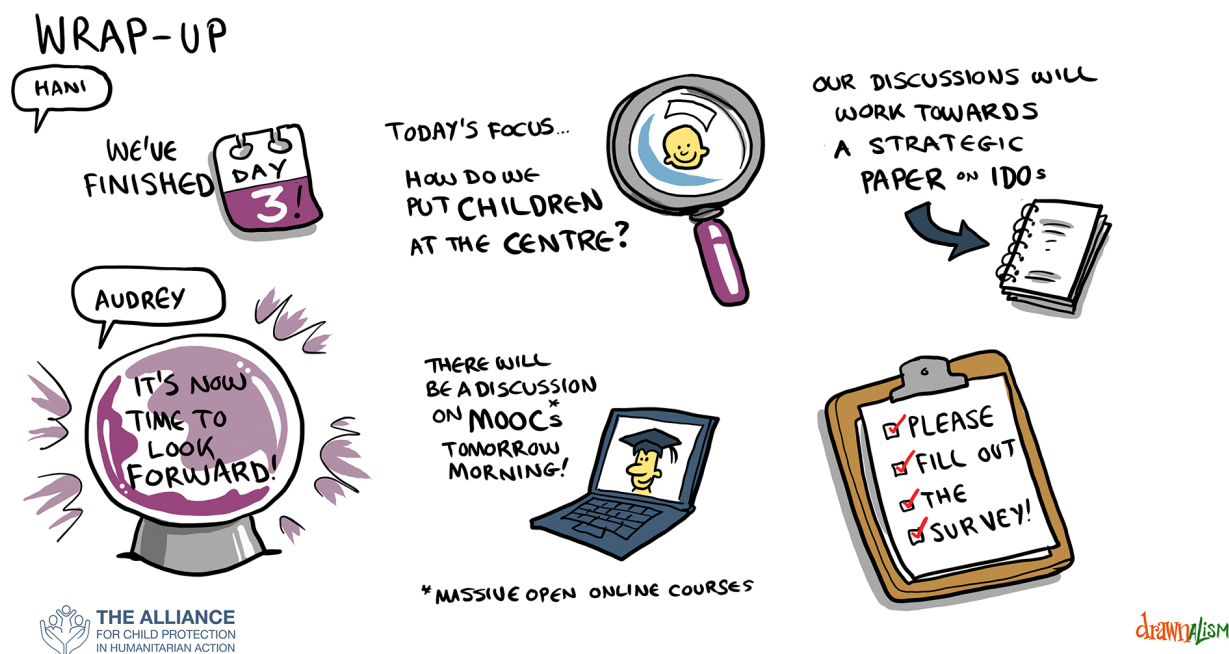 WRAP-UP
HANI
WE'VE
FINISHED
DAY
3!
TODAY'S FOCUS...
HOW DO WE
PUT CHILDREN
AT THE CENTRE?
OUR DISCUSSIONS WILL
WORK TOWARDS
A STRATEGIC
PAPER ON IDOs
AUDREY
IT'S NOW
TIME TO
LOOK
FORWARD!
THERE WILL
BE A DISCUSSION
ON MOOCs*
TOMORROW
MORNING!
*MASSIVE OPEN ONLINE COURSES
PLEASE
FILL OUT
THE
SURVEY!
THE ALLIANCE
FOR CHILD PROTECTION
IN HUMANITARIAN ACTION
drawnalism